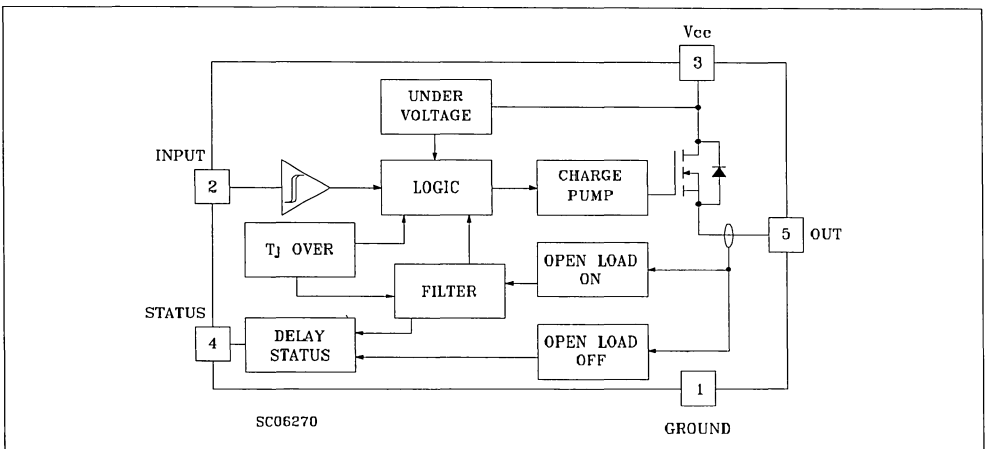 Vcc
3
UNDER
VOLTAGE
INPUT
2
LOGIC
CHARGE
PUMP
5
OUT
TJ OVER
OPEN LOAD
ON
FILTER
STATUS
4
DELAY
STATUS
OPEN LOAD
OFF
1
SC06270
GROUND